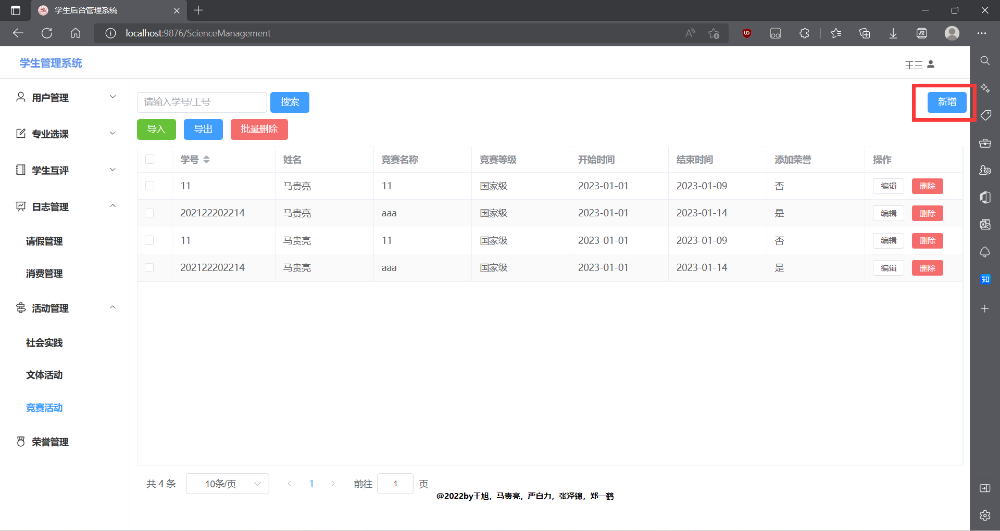 学生后台管理系统
localhost:9876/ScienceManagement
学生管理系统
王三
用户管理
专业选课
学生互评
日志管理
请假管理
消费管理
活动管理
社会实践
文体活动
竞赛活动
荣誉管理
请输入学号/工号 搜索 新增
导入 导出 批量删除
学号 姓名 竞赛名称 竞赛等级 开始时间 结束时间 添加荣誉 操作
11 马贵亮 11 国家级 2023-01-01 2023-01-09 否 编辑 删除
202122202214 马贵亮 aaa 国家级 2023-01-01 2023-01-14 是 编辑 删除
11 马贵亮 11 国家级 2023-01-01 2023-01-09 否 编辑 删除
202122202214 马贵亮 aaa 国家级 2023-01-01 2023-01-14 是 编辑 删除
共 4 条 10条/页 1 前往 1 页
@2022by王旭，马贵亮，严自力，张泽锦，郑一鹤
知